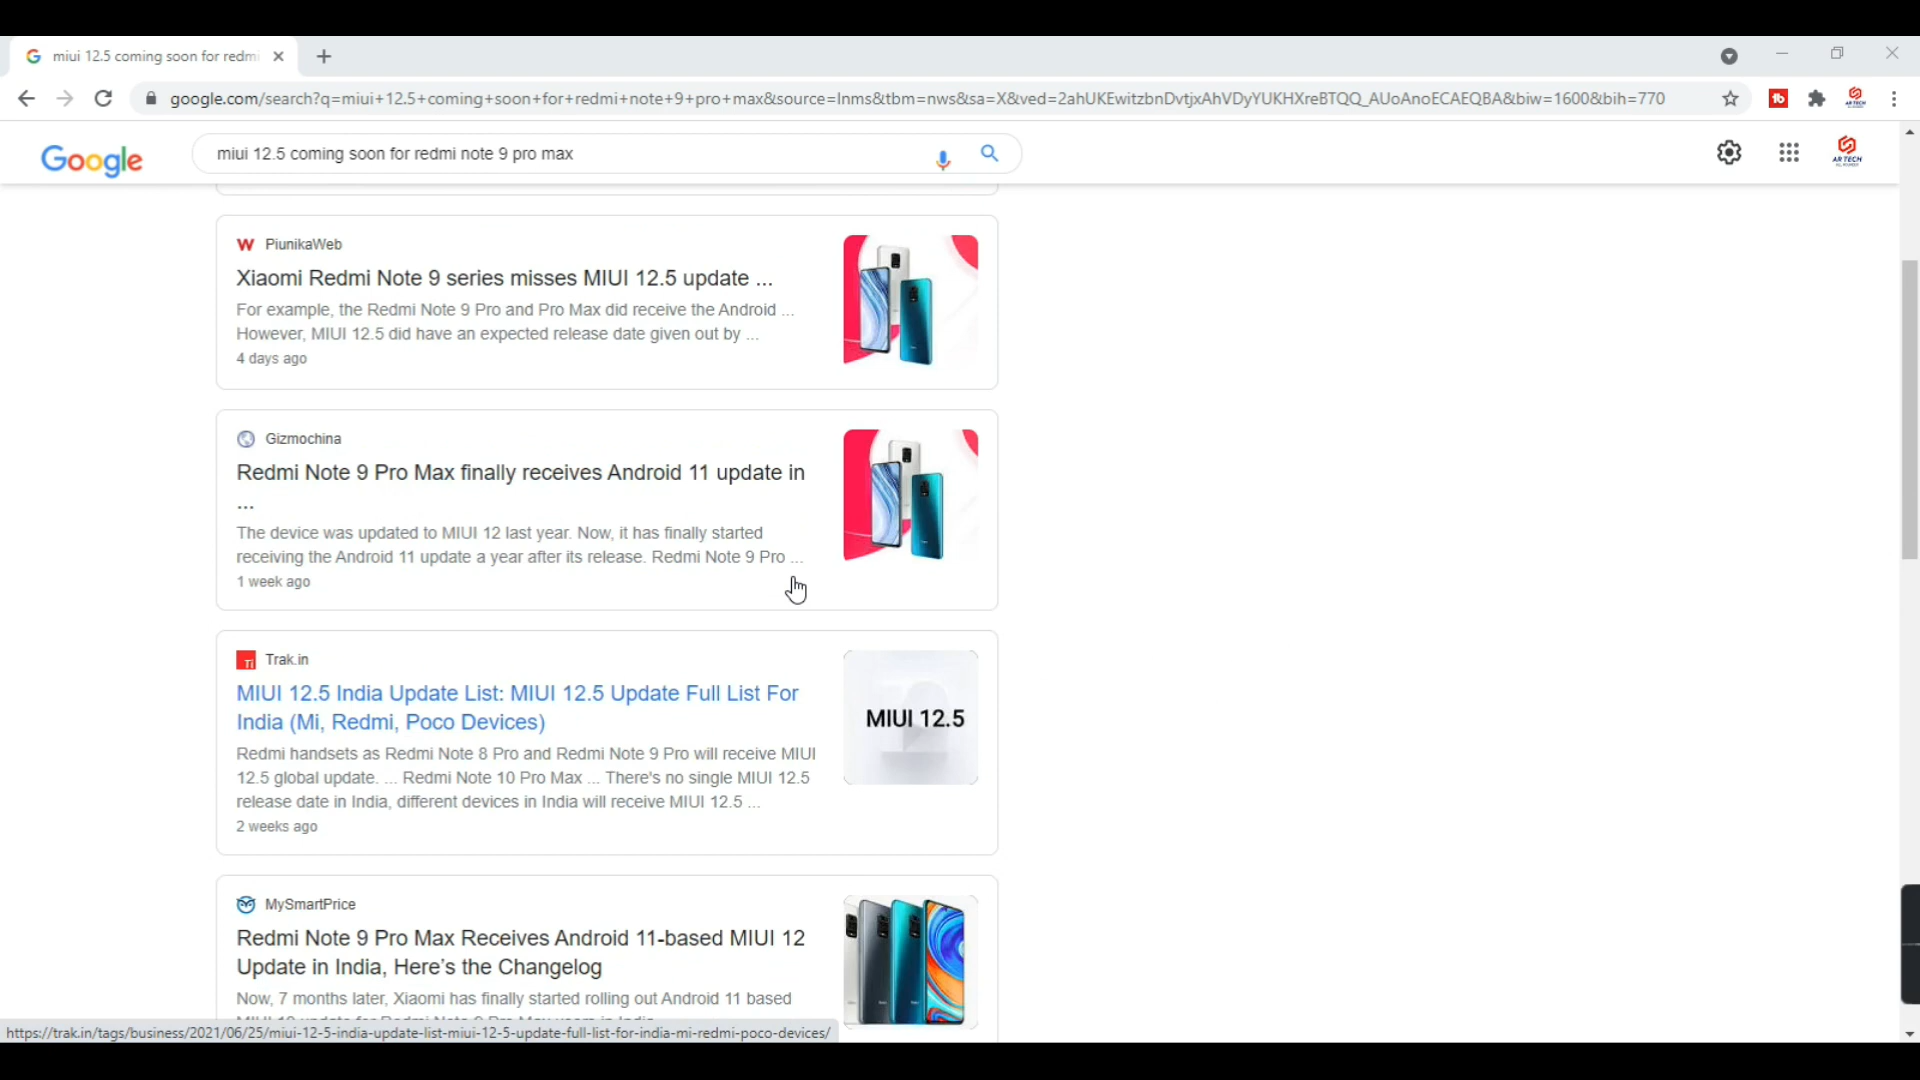 miui 12.5 coming soon for redmi
google.com/search?q=miui+12.5+coming+soon+for+redmi+note+9+pro+max&source=lnms&tbm=nws&sa=X&ved=2ahUKEwitzbnDvtjxAhVDyYUKHXreBTQQ_AUoAnoECAEQBA&biw=1600&bih=770
Google
miui 12.5 coming soon for redmi note 9 pro max
AR TECH
PiunikaWeb
Xiaomi Redmi Note 9 series misses MIUI 12.5 update ...
For example, the Redmi Note 9 Pro and Pro Max did receive the Android ...
However, MIUI 12.5 did have an expected release date given out by ...
4 days ago
Gizmochina
Redmi Note 9 Pro Max finally receives Android 11 update in
...
The device was updated to MIUI 12 last year. Now, it has finally started
receiving the Android 11 update a year after its release. Redmi Note 9 Pro ...
1 week ago
Trak.in
MIUI 12.5 India Update List: MIUI 12.5 Update Full List For
India (Mi, Redmi, Poco Devices)
Redmi handsets as Redmi Note 8 Pro and Redmi Note 9 Pro will receive MIUI
12.5 global update. ... Redmi Note 10 Pro Max ... There's no single MIUI 12.5
release date in India, different devices in India will receive MIUI 12.5 ...
2 weeks ago
MIUI 12.5
MySmartPrice
Redmi Note 9 Pro Max Receives Android 11-based MIUI 12
Update in India, Here's the Changelog
Now, 7 months later, Xiaomi has finally started rolling out Android 11 based
https://trak.in/tags/business/2021/06/25/miui-12-5-india-update-list-miui-12-5-update-full-list-for-india-mi-redmi-poco-devices/